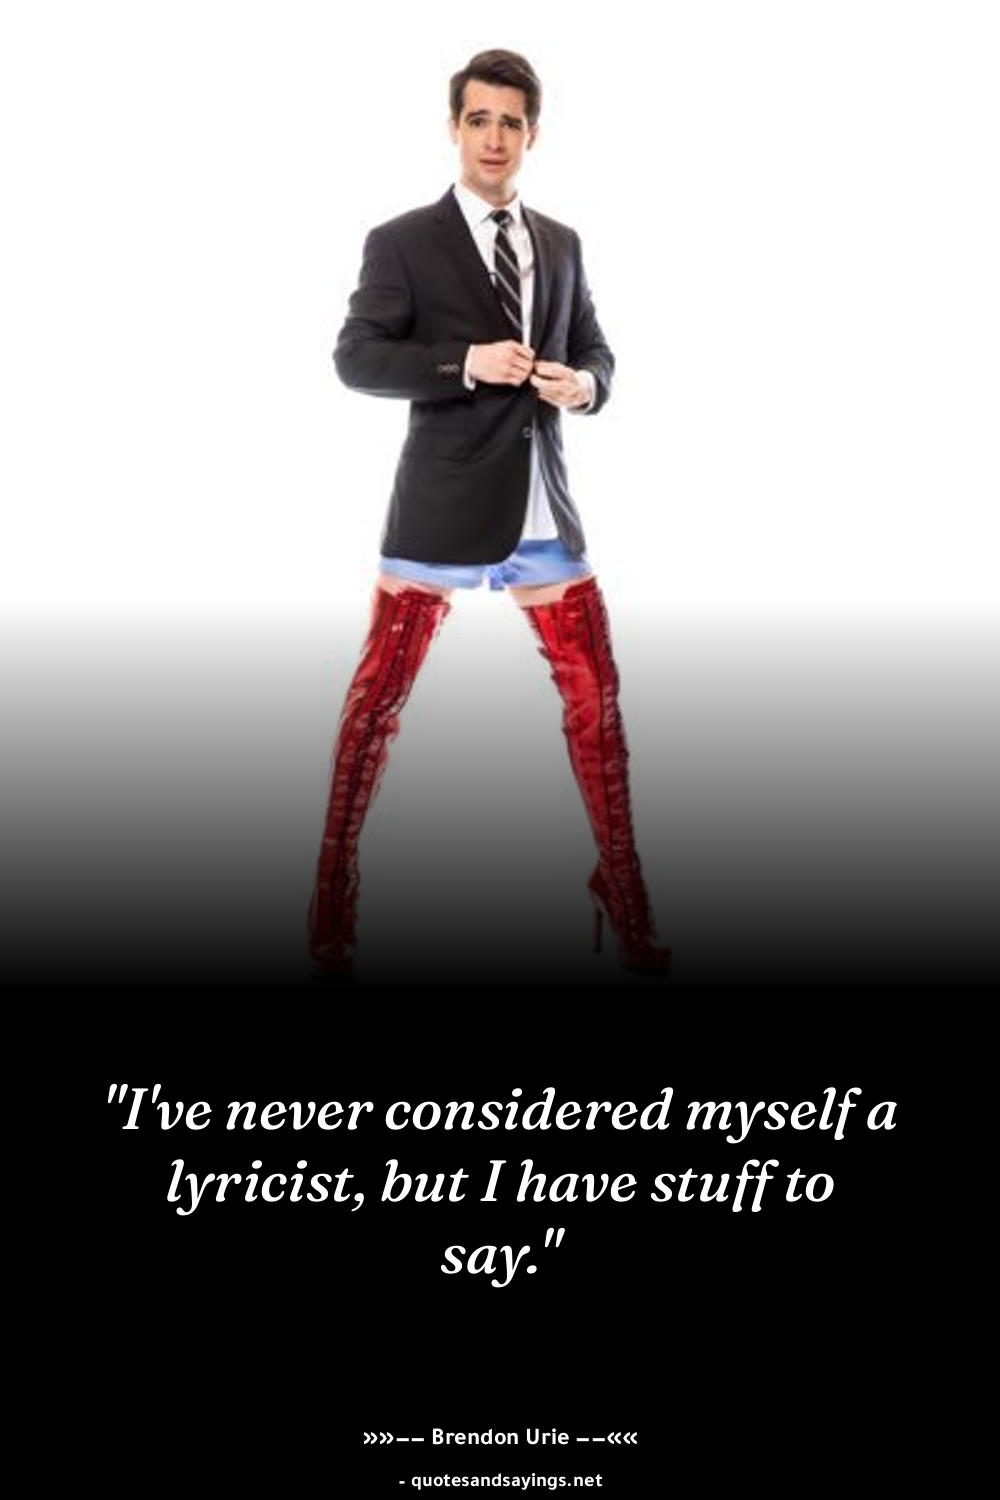 "I've never considered myself a
lyricist, but I have stuff to
say."
»»–– Brendon Urie ––««
- quotesandsayings.net